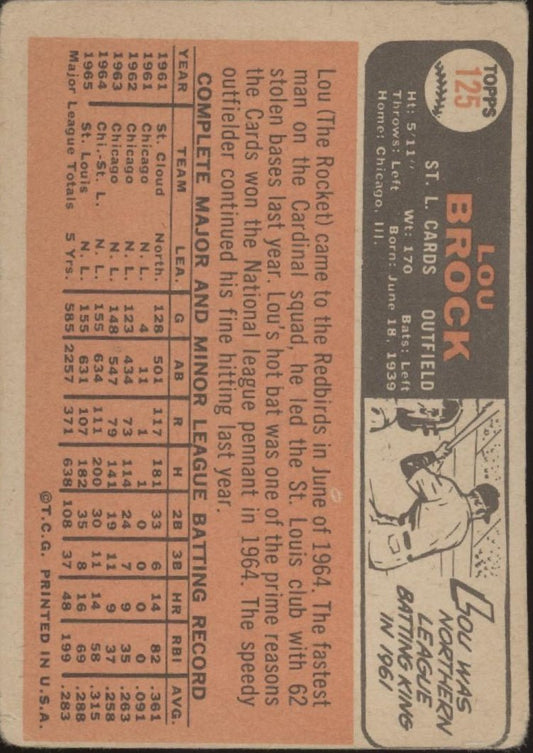 TOPPS
125
LOU
BROCK
ST. L. CARDS OUTFIELD
Ht: 5'11" Wt: 170 Bats: Left
Throws: Left Born: June 18, 1939
Home: Chicago, Ill.
LOU WAS
NORTHERN
LEAGUE
BATTING KING
IN 1961
Lou (The Rocket) came to the Redbirds in June of 1964. The fastest
man on the Cardinal squad, he led the St. Louis club with 62
stolen bases last year. Lou's hot bat was one of the prime reasons
the Cards won the National league pennant in 1964. The speedy
outfielder continued his fine hitting last year.
COMPLETE MAJOR AND MINOR LEAGUE BATTING RECORD
YEAR TEAM LEA. G AB R H 2B 3B HR RBI AVG.
1961 St. Cloud North. 128 501 117 181 33 6 14 82 .361
1961 Chicago N. L. 4 11 1 1 0 0 0 0 .091
1962 Chicago N. L. 123 434 73 114 24 7 9 35 .263
1963 Chicago N. L. 148 547 79 141 19 11 9 37 .258
1964 Chi.-St. L. N. L. 155 634 111 200 30 11 14 58 .315
1965 St. Louis N. L. 155 631 107 182 35 8 16 69 .288
Major League Totals 5 Yrs. 585 2257 371 638 108 37 48 199 .283
©T.C.G. PRINTED IN U.S.A.